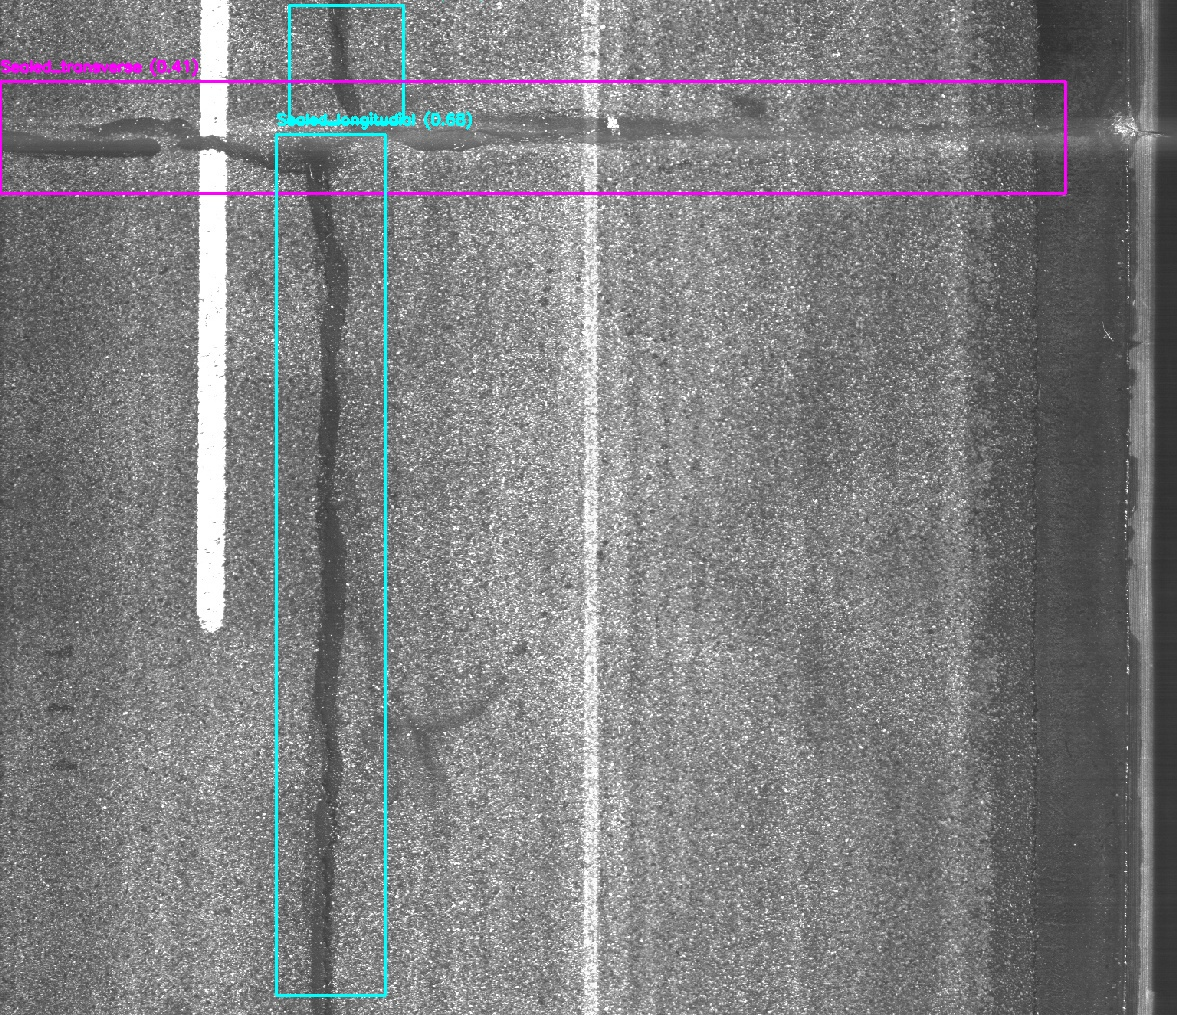 Sealed_transverse (0.41)
Sealed_longitudinal (0.68)